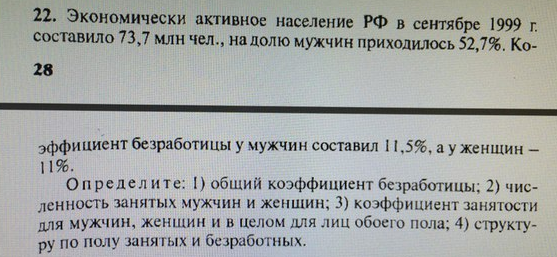 22. Экономически активное население РФ в сентябре 1999 г.
составило 73,7 млн чел., на долю мужчин приходилось 52,7%. Ко-
28
эффициент безработицы у мужчин составил 11,5%, а у женщин –
11%.
Определите: 1) общий коэффициент безработицы; 2) чис-
ленность занятых мужчин и женщин; 3) коэффициент занятости
для мужчин, женщин и в целом для лиц обоего пола; 4) структу-
ру по полу занятых и безработных.